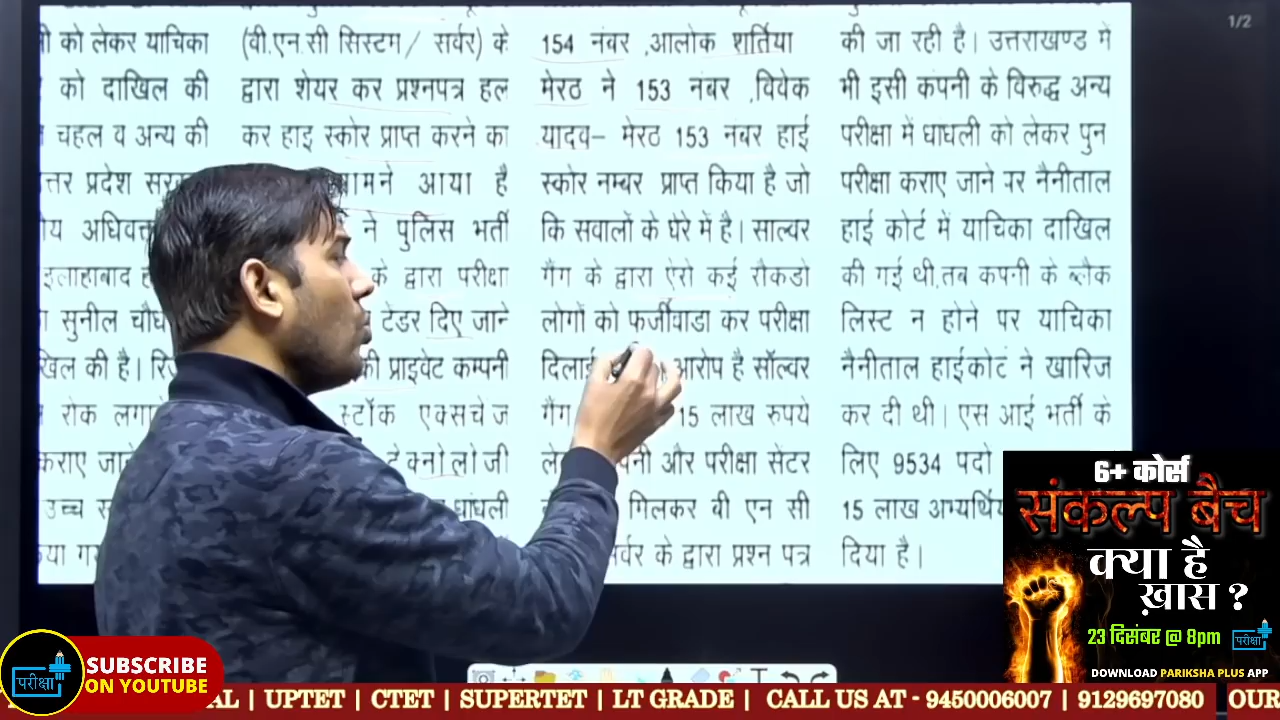 1/2
को लेकर याचिका
को दाखिल की
चहल व अन्य की
प्रदेश
अधिवक्त
इलाहाबाद
सुनील चौध
की है।
रोक लगा
कराए जा
उच्च
(वी.एन.सी सिस्टम/ सर्वर) के
द्वारा शेयर कर प्रश्नपत्र हल
कर हाइ स्कोर प्राप्त करने का
ामने आया है
ने पुलिस भर्ती
के द्वारा परीक्षा
टेडर दिए जाने
की प्राइवेट कम्पनी
स्टॉक एक्सचेज
टेक्नोलोजी
धांधली
154 नंबर ,आलोक शर्तिया
मेरठ ने 153 नंबर ,विवेक
यादव– मेरठ 153 नंबर हाई
स्कोर नम्बर प्राप्त किया है जो
कि सवालों के घेरे में है। साल्वर
गैंग के द्वारा ऐसे कई सैकडो
लोगों को फर्जीवाडा कर परीक्षा
दिलाई आरोप है सॉल्वर
गैंग 15 लाख रुपये
और परीक्षा सेंटर
मिलकर वी एन सी
र्वर के द्वारा प्रश्न पत्र
की जा रही है। उत्तराखण्ड में
भी इसी कंपनी के विरुद्ध अन्य
परीक्षा में धांधली को लेकर पुन
परीक्षा कराए जाने पर नैनीताल
हाई कोर्ट में याचिका दाखिल
की गई थी,तब कपनी के ब्लैक
लिस्ट न होने पर याचिका
नैनीताल हाईकोर्ट ने खारिज
कर दी थी। एस आई भर्ती के
लिए 9534 पदो
15 लाख अभ्यर्थि
दिया है।
6+ कोर्स
संकल्प बैच
क्या है
ख़ास ?
23 दिसंबर @ 8pm
परीक्षा
DOWNLOAD PARIKSHA PLUS APP
परीक्षा
SUBSCRIBE
ON YOUTUBE
AL | UPTET | CTET | SUPERTET | LT GRADE | CALL US AT - 9450006007 | 9129697080 | OUR